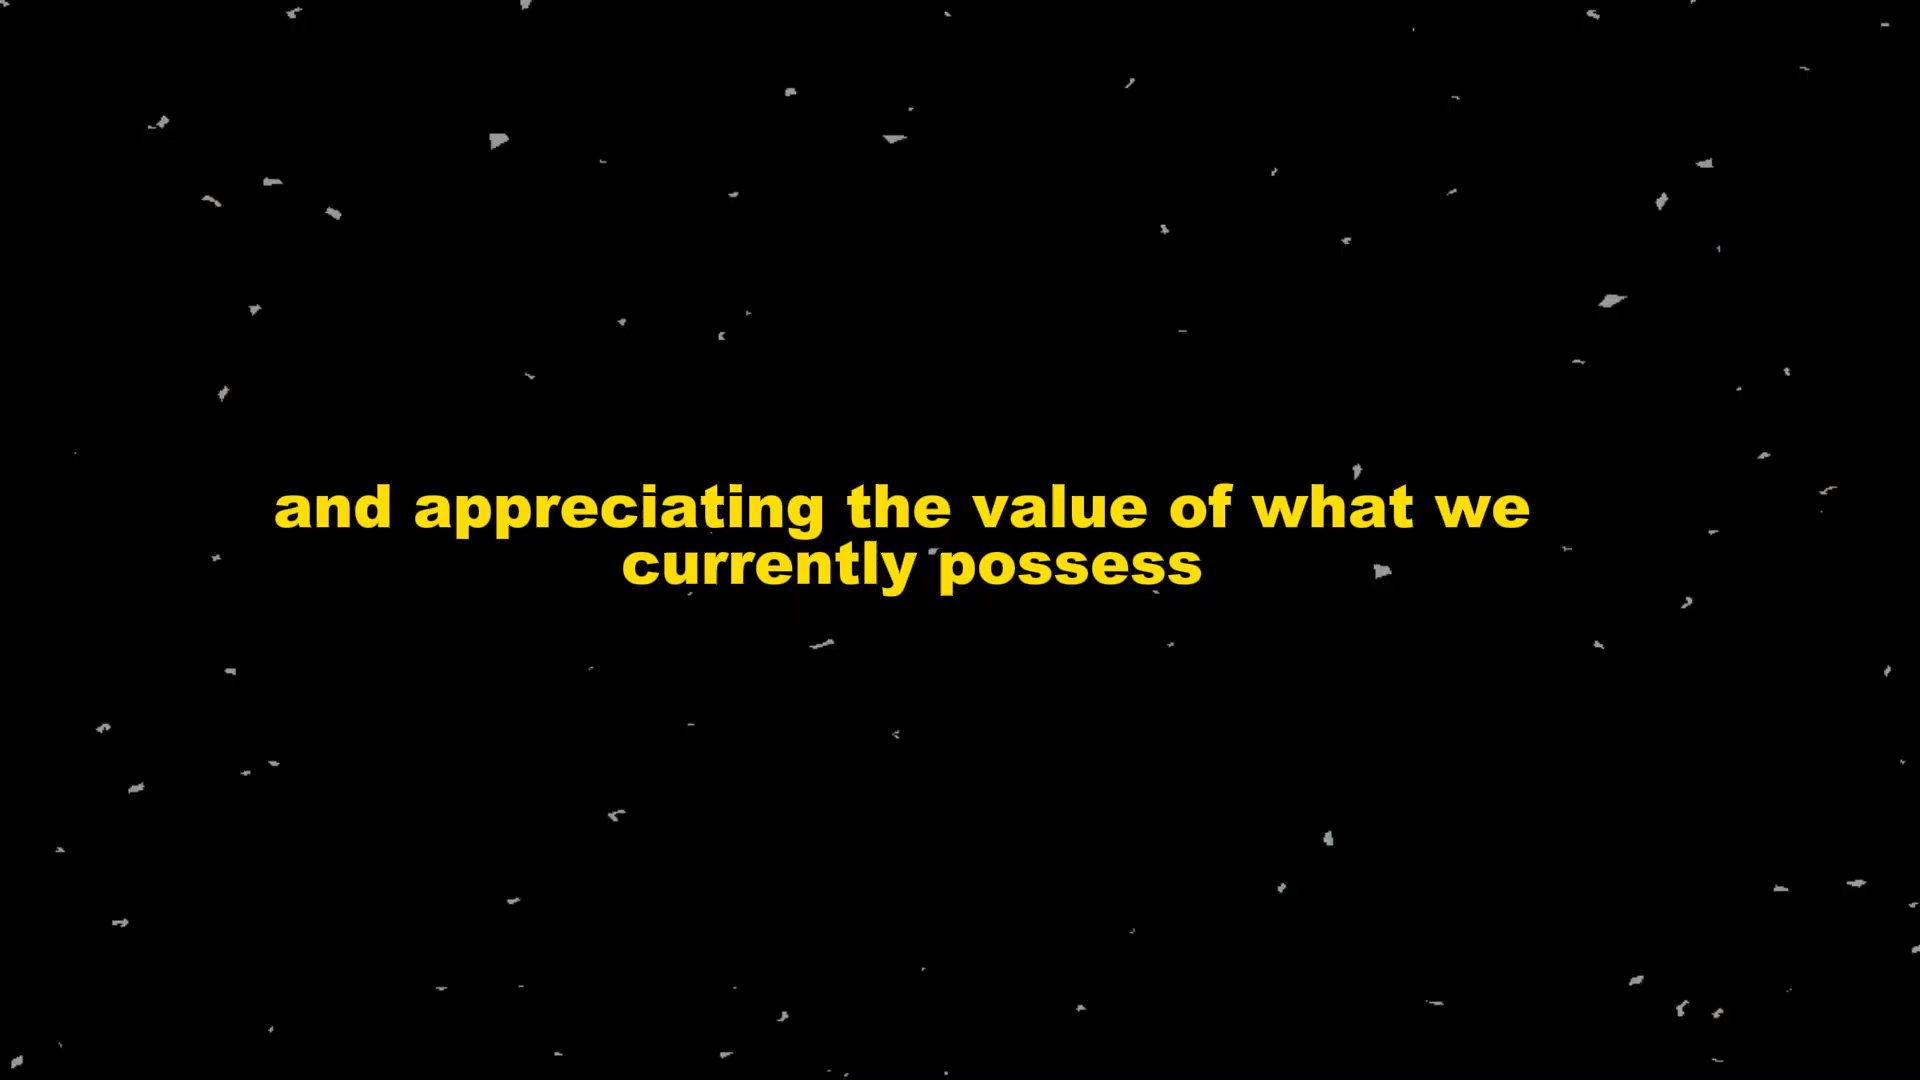 and appreciating the value of what we
currently possess